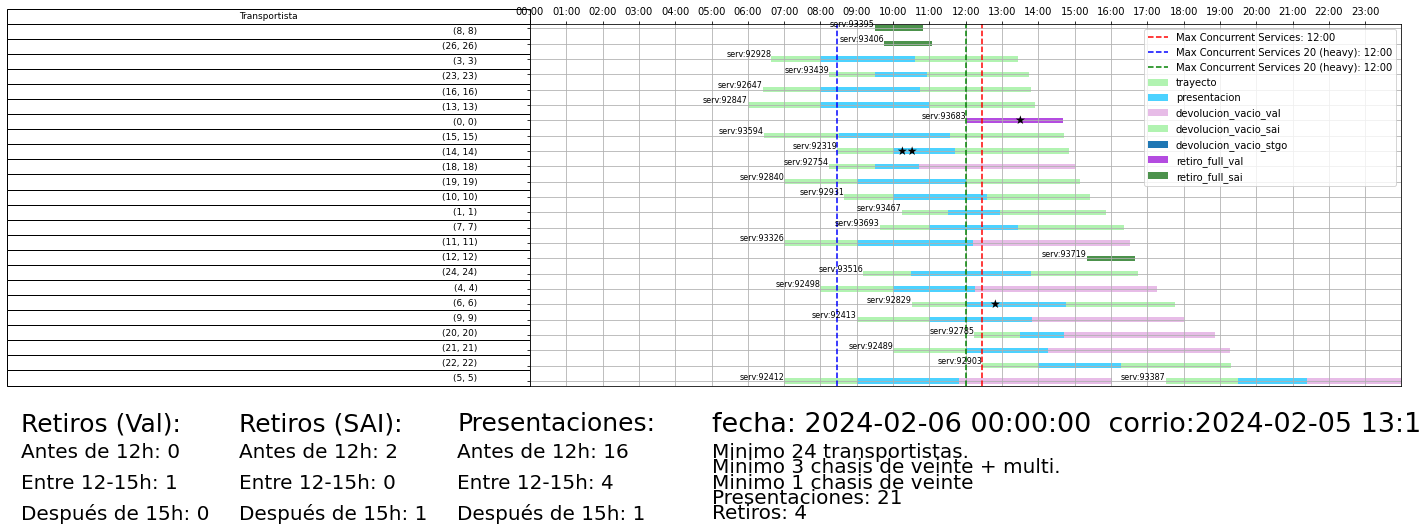 Transportista
00:00 01:00 02:00 03:00 04:00 05:00 06:00 07:00 08:00 09:00 10:00 11:00 12:00 13:00 14:00 15:00 16:00 17:00 18:00 19:00 20:00 21:00 22:00 23:00
(8, 8) serv:93395
(26, 26) serv:93406
(3, 3) serv:92928
(23, 23) serv:93439
(16, 16) serv:92647
(13, 13) serv:92847
(0, 0) serv:93683
(15, 15) serv:93594
(14, 14) serv:92319
(18, 18) serv:92754
(19, 19) serv:92840
(10, 10) serv:92931
(1, 1) serv:93467
(7, 7) serv:93693
(11, 11) serv:93326
(12, 12) serv:93719
(24, 24) serv:93516
(4, 4) serv:92498
(6, 6) serv:92829
(9, 9) serv:92413
(20, 20) serv:92785
(21, 21) serv:92489
(22, 22) serv:92903
(5, 5) serv:92412 serv:93387
Max Concurrent Services: 12:00
Max Concurrent Services 20 (heavy): 12:00
Max Concurrent Services 20 (heavy): 12:00
trayecto
presentacion
devolucion_vacio_val
devolucion_vacio_sai
devolucion_vacio_stgo
retiro_full_val
retiro_full_sai
Retiros (Val):
Antes de 12h: 0
Entre 12-15h: 1
Después de 15h: 0
Retiros (SAI):
Antes de 12h: 2
Entre 12-15h: 0
Después de 15h: 1
Presentaciones:
Antes de 12h: 16
Entre 12-15h: 4
Después de 15h: 1
fecha: 2024-02-06 00:00:00 corrio:2024-02-05 13:1
Minimo 24 transportistas.
Minimo 3 chasis de veinte + multi.
Minimo 1 chasis de veinte
Presentaciones: 21
Retiros: 4